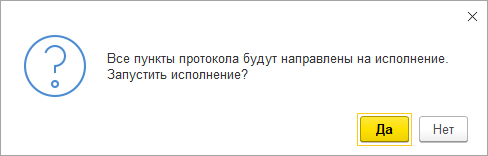 Все пункты протокола будут направлены на исполнение.
Запустить исполнение?
Да Нет